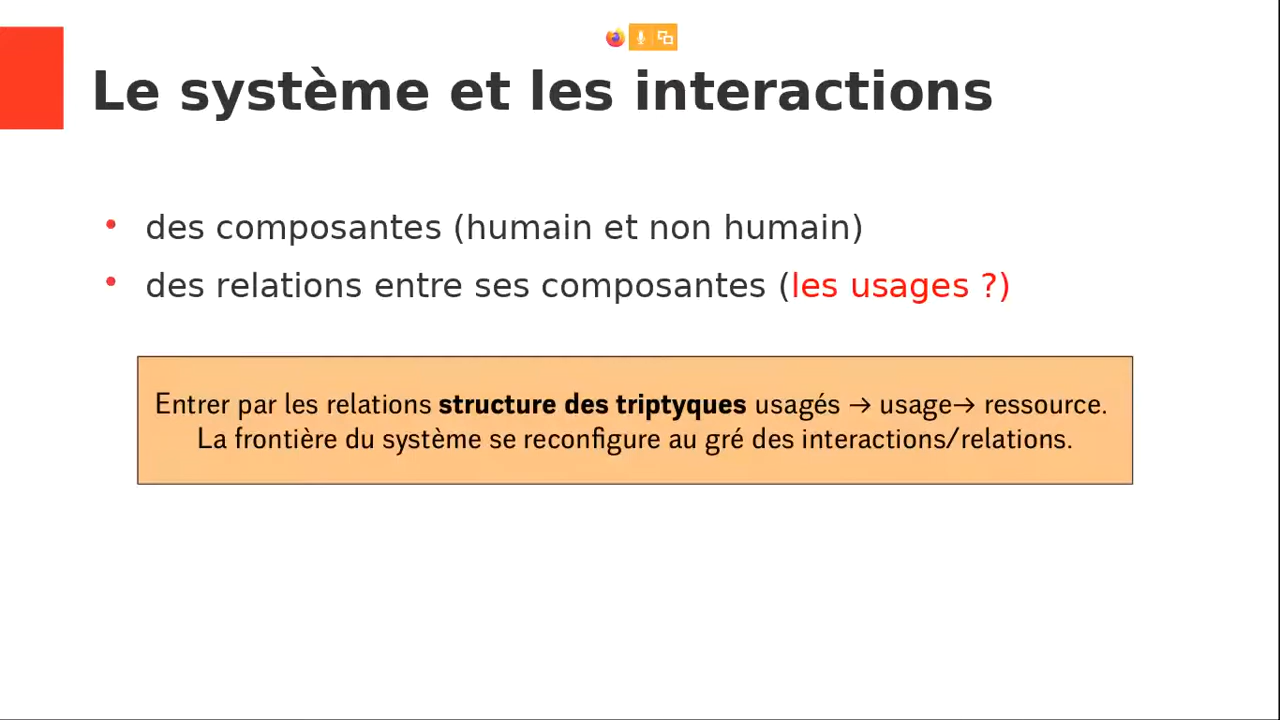 Le système et les interactions
• des composantes (humain et non humain)
• des relations entre ses composantes (les usages ?)
Entrer par les relations structure des triptyques usagés → usage→ ressource.
La frontière du système se reconfigure au gré des interactions/relations.